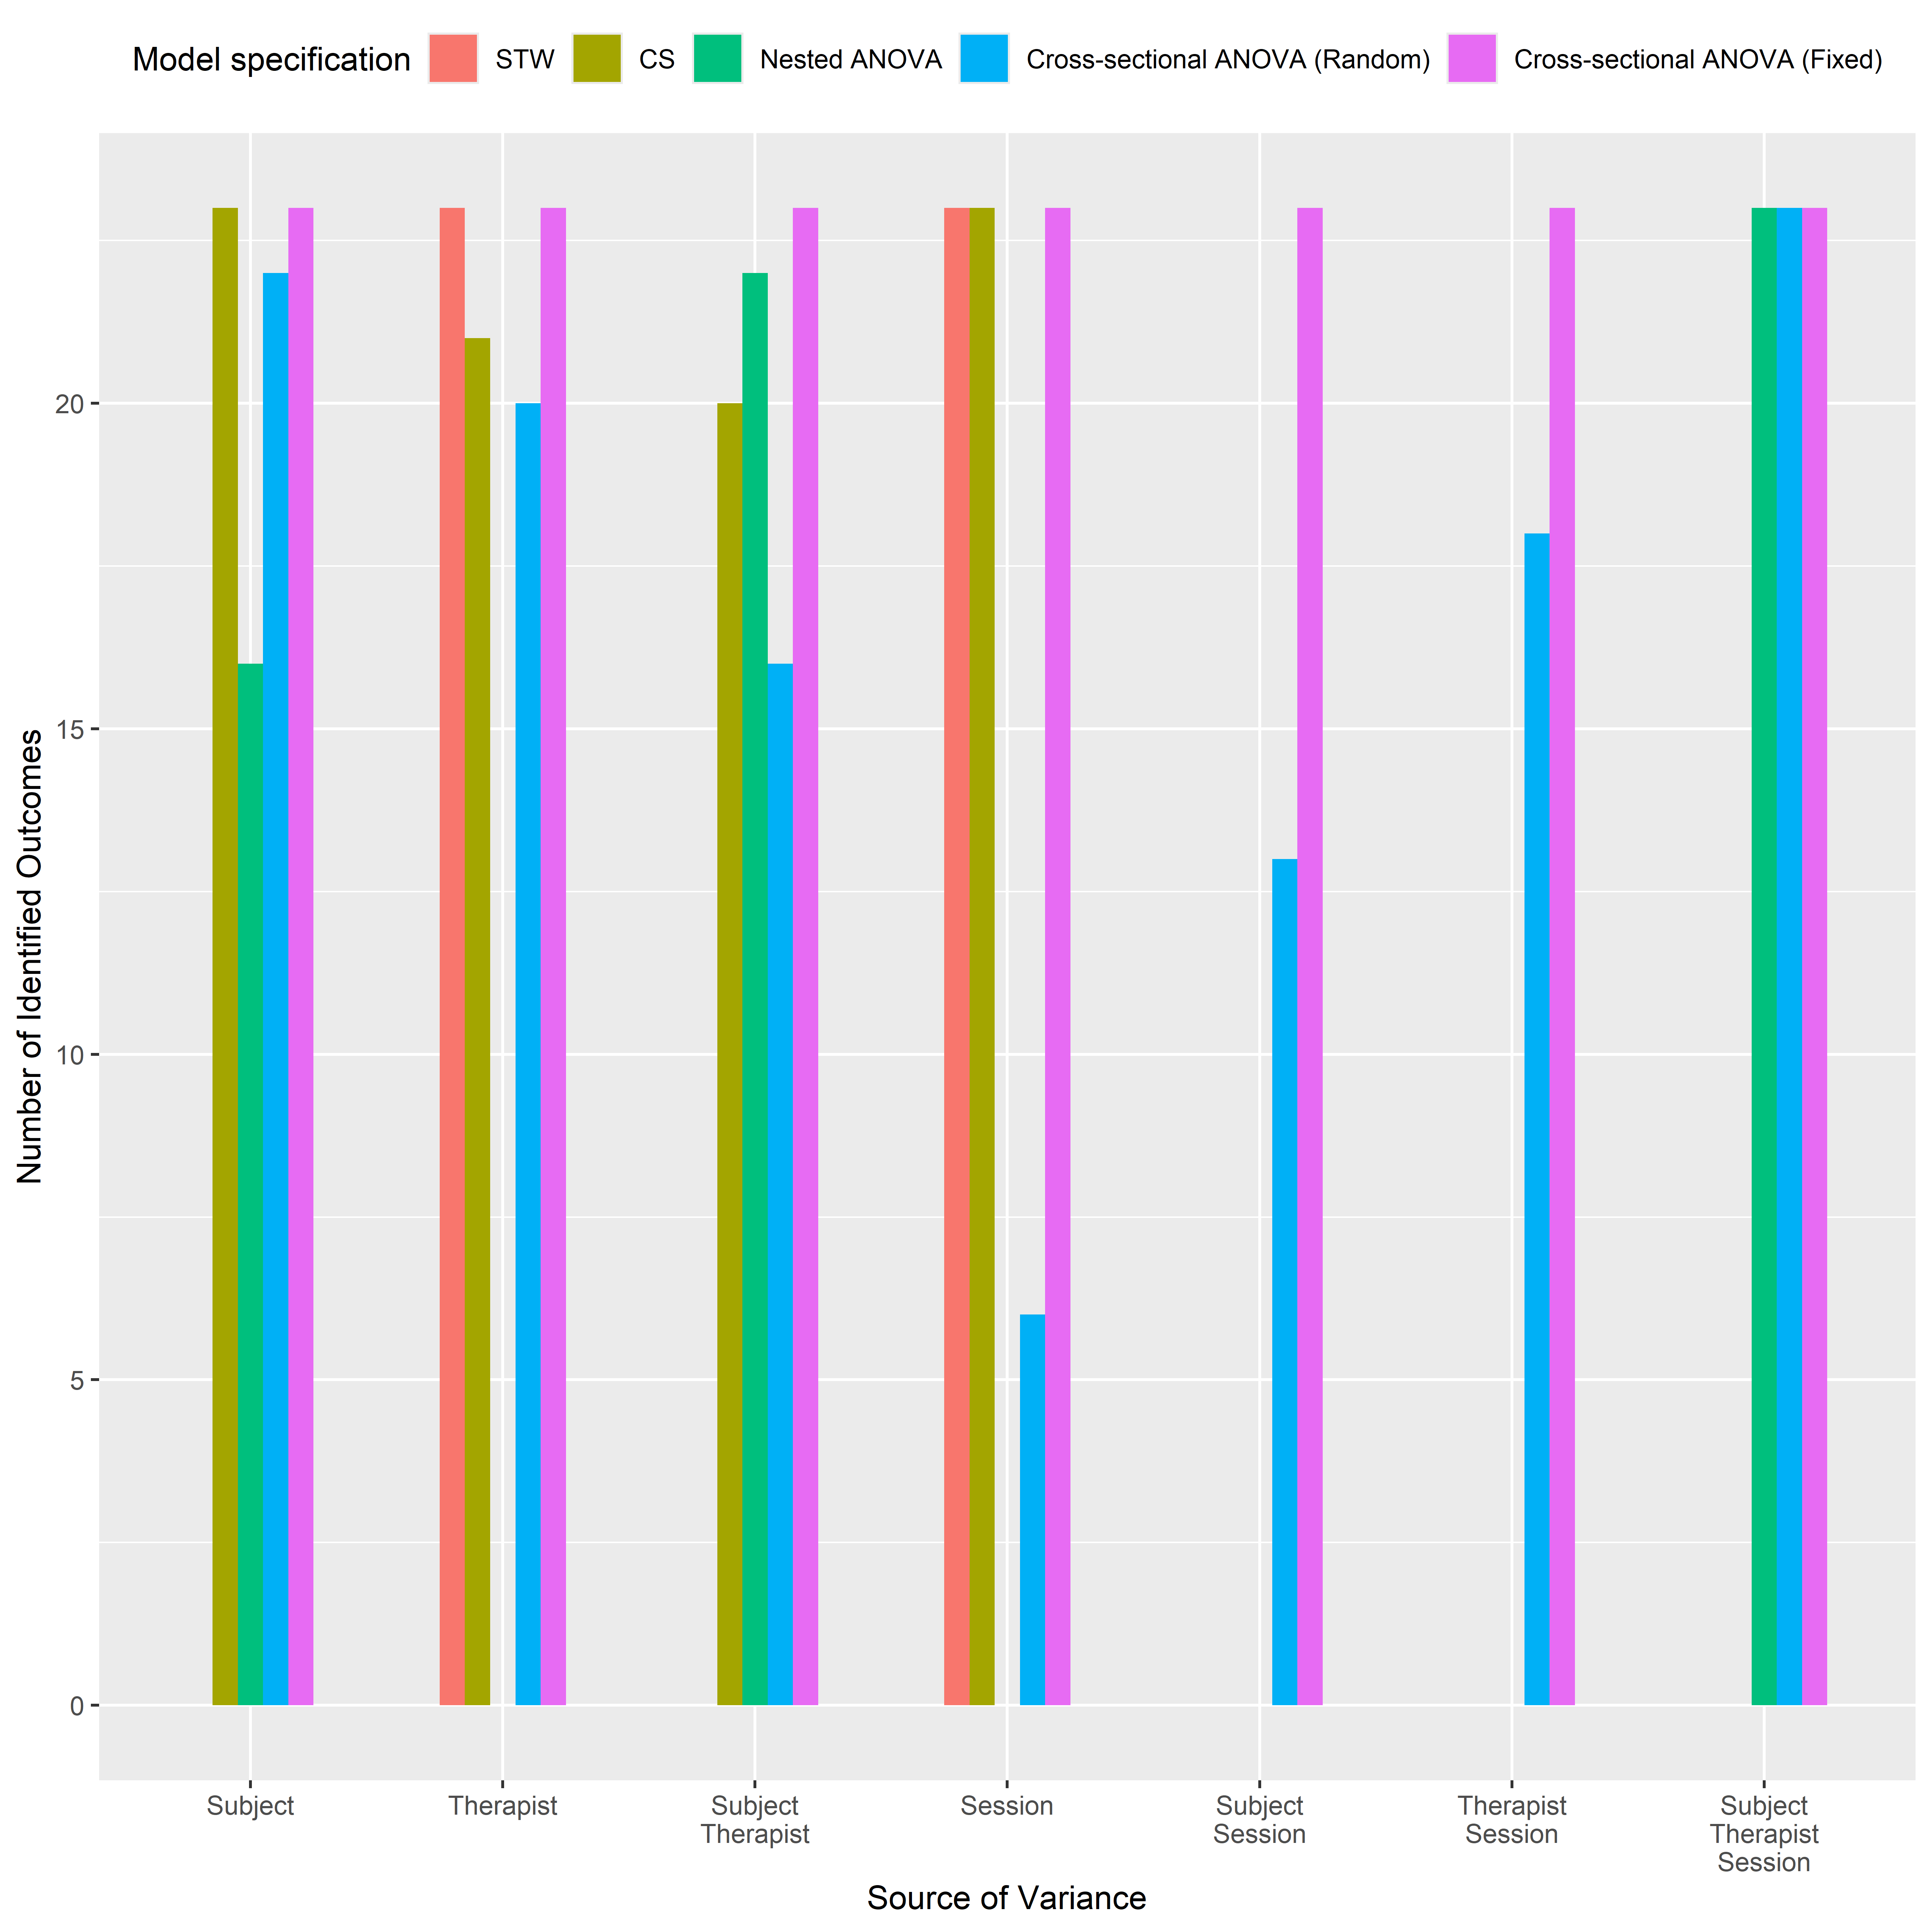 Model specification STW CS Nested ANOVA Cross-sectional ANOVA (Random) Cross-sectional ANOVA (Fixed)
Number of Identified Outcomes
20
15
10
5
0
Subject Therapist Subject Session Subject Therapist Subject
Therapist Session Session Therapist
Session
Source of Variance